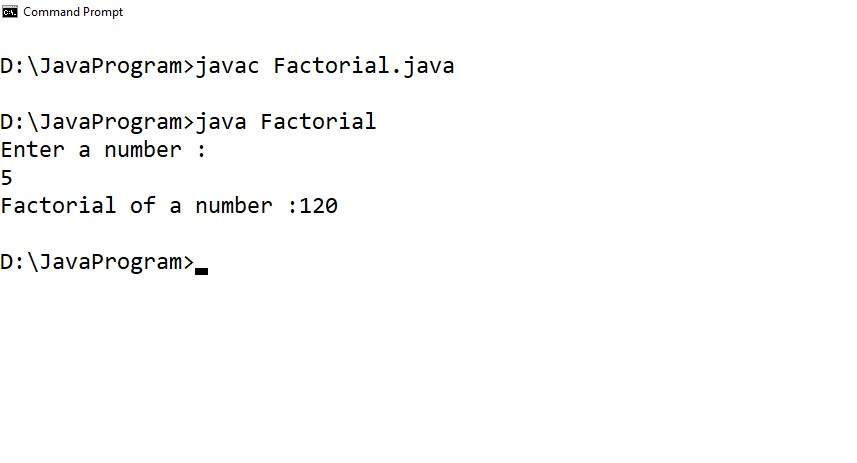 Command Prompt
D:\JavaProgram>javac Factorial.java
D:\JavaProgram>java Factorial
Enter a number :
5
Factorial of a number :120
D:\JavaProgram>